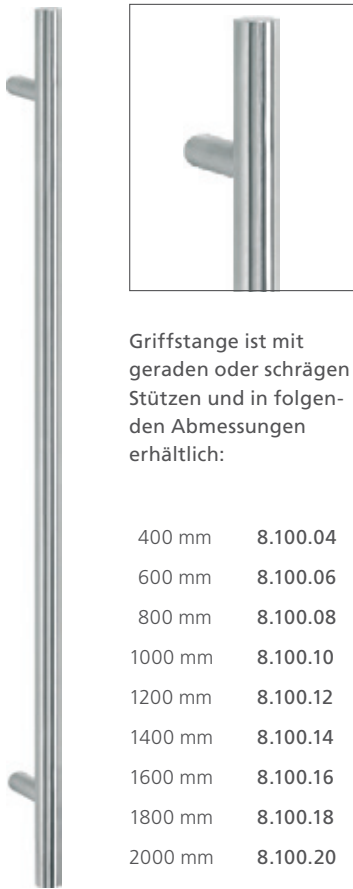 Griffstange ist mit
geraden oder schrägen
Stützen und in folgen-
den Abmessungen
erhältlich:
400 mm 8.100.04
600 mm 8.100.06
800 mm 8.100.08
1000 mm 8.100.10
1200 mm 8.100.12
1400 mm 8.100.14
1600 mm 8.100.16
1800 mm 8.100.18
2000 mm 8.100.20